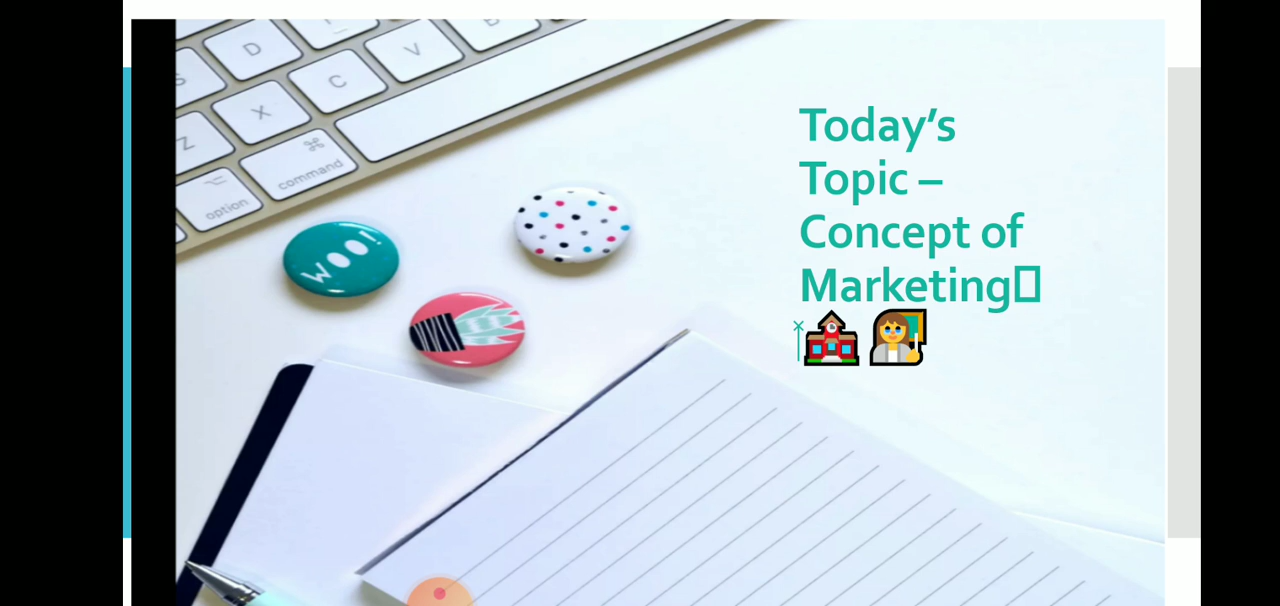 D
V
B
S
C
X
Z
⌘
command
option
WOO!
Today's
Topic –
Concept of
Marketing